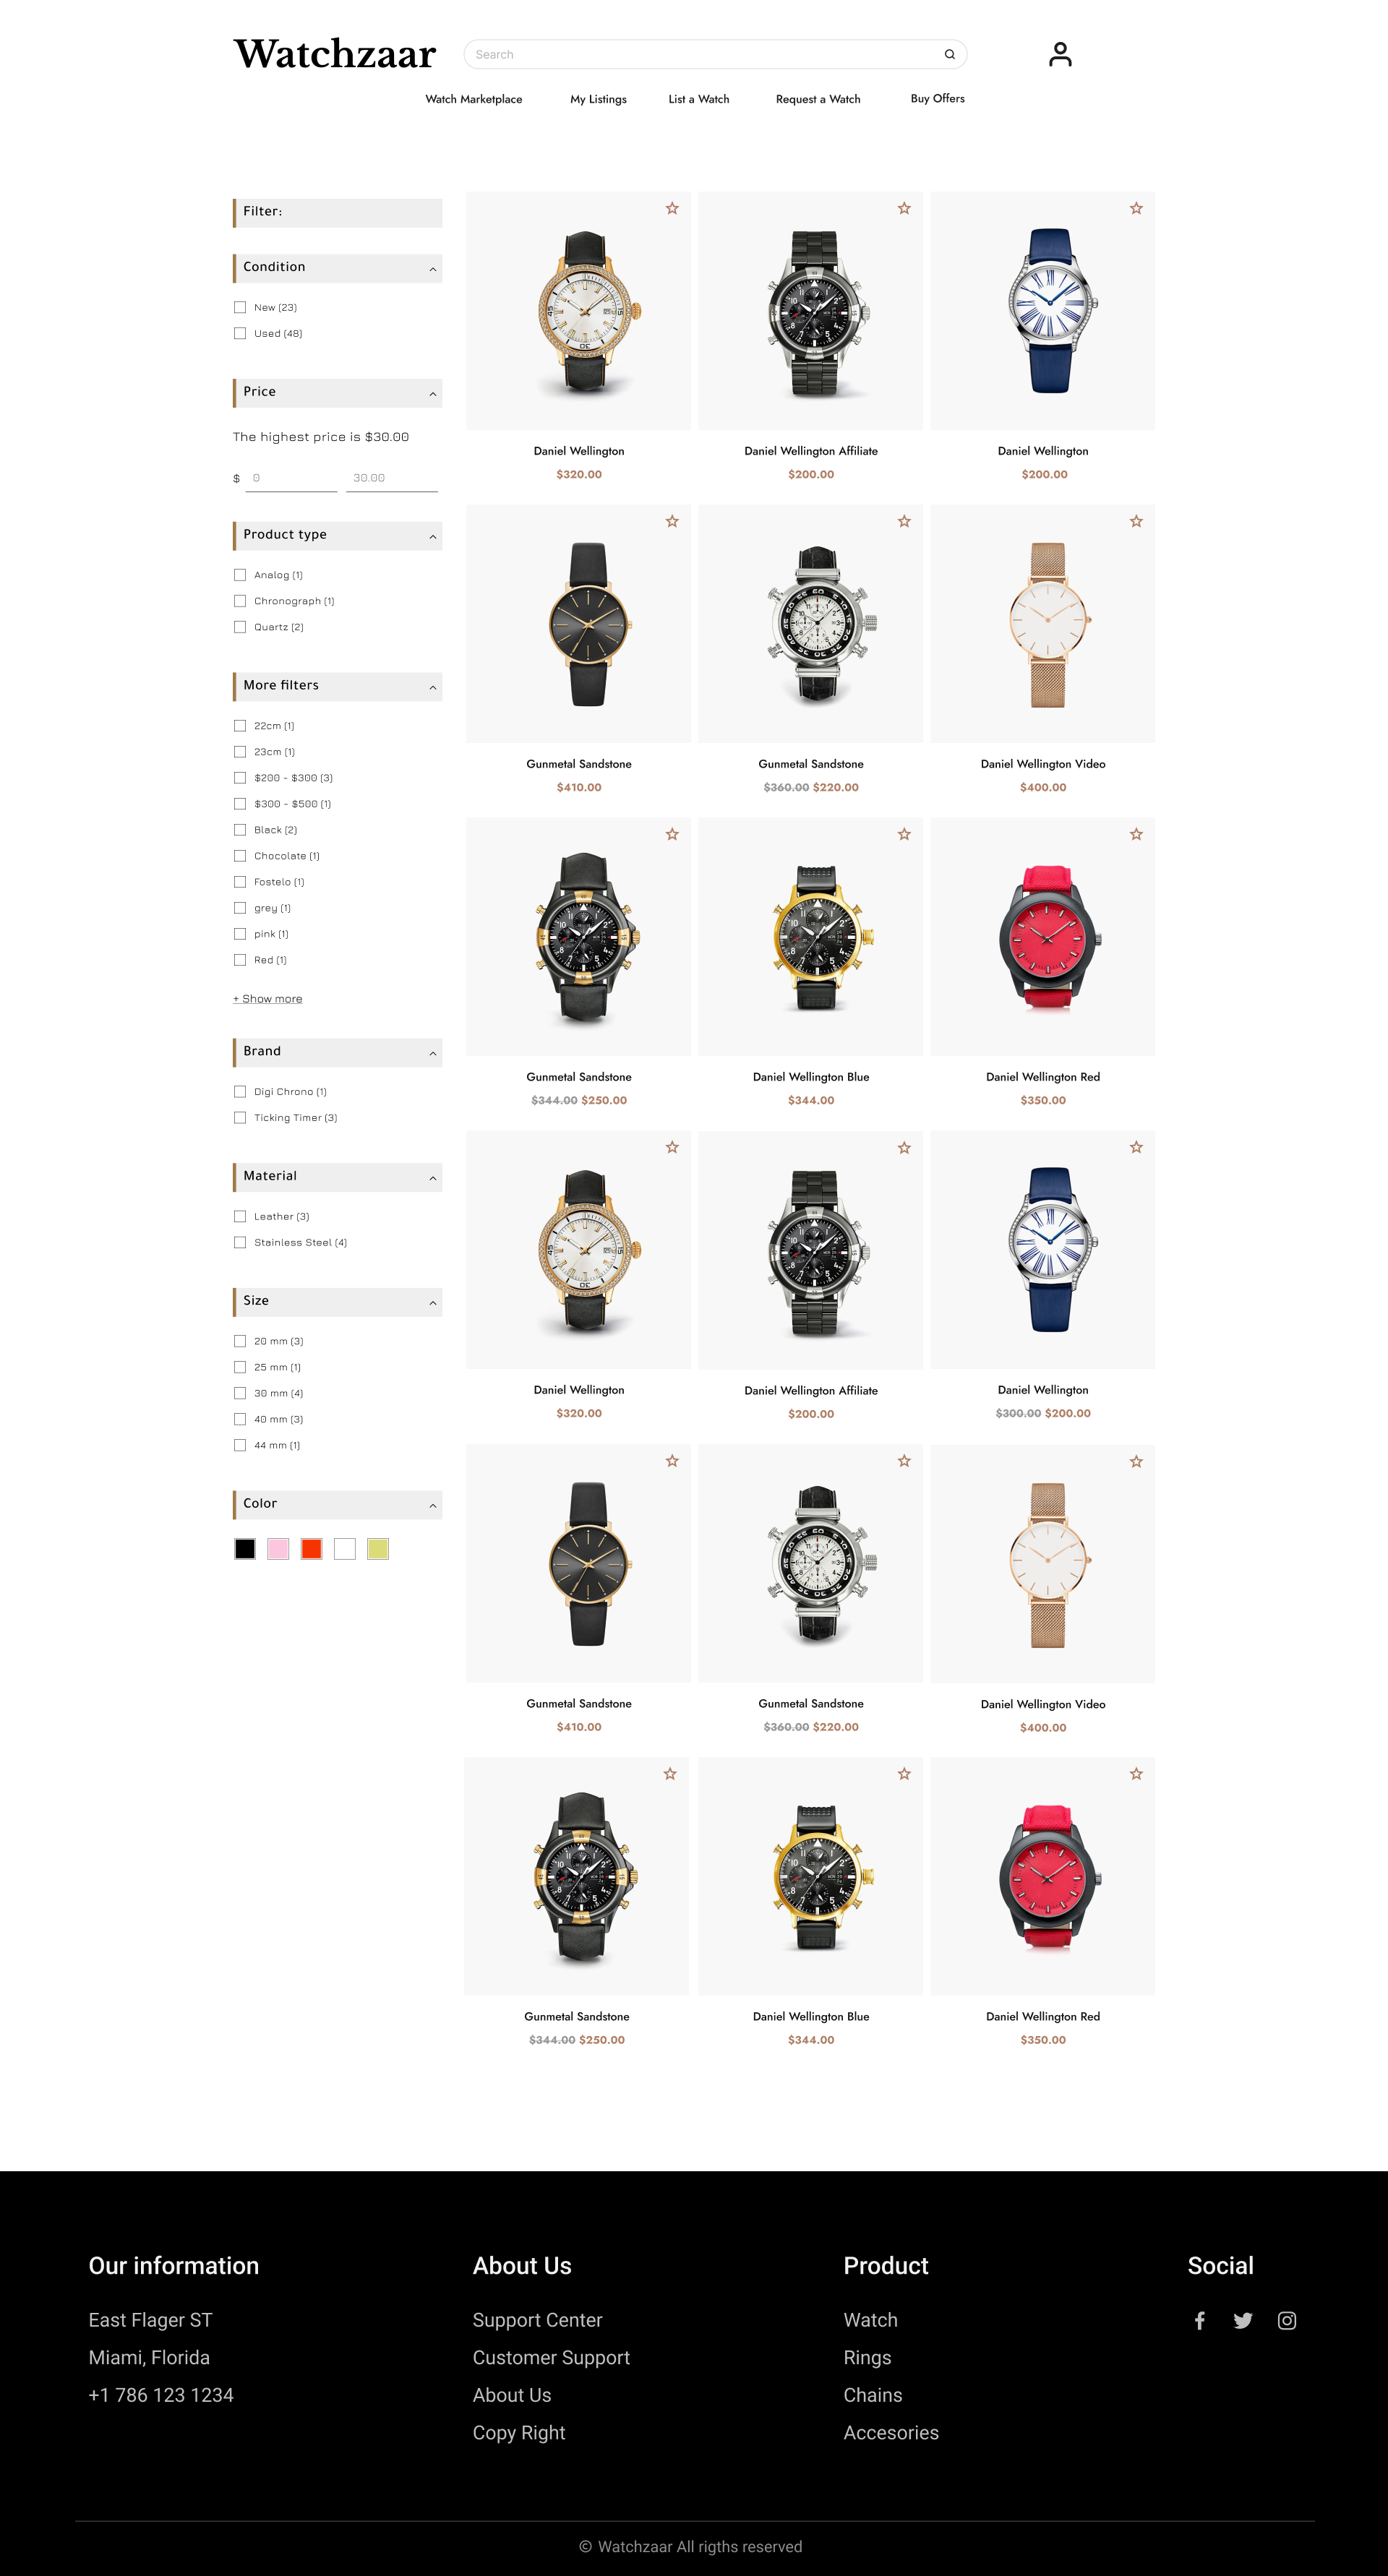 Watchzaar
Search
Watch Marketplace
My Listings
List a Watch
Request a Watch
Buy Offers
Filter:
Condition
New (23)
Used (48)
Price
The highest price is $30.00
$ 0 30.00
Product type
Analog (1)
Chronograph (1)
Quartz (2)
More filters
22cm (1)
23cm (1)
$200 - $300 (3)
$300 - $500 (1)
Black (2)
Chocolate (1)
Fostelo (1)
grey (1)
pink (1)
Red (1)
+ Show more
Brand
Digi Chrono (1)
Ticking Timer (3)
Material
Leather (3)
Stainless Steel (4)
Size
20 mm (3)
25 mm (1)
30 mm (4)
40 mm (3)
44 mm (1)
Color
Daniel Wellington
$320.00
Daniel Wellington Affiliate
$200.00
Daniel Wellington
$200.00
Gunmetal Sandstone
$410.00
Gunmetal Sandstone
$360.00 $220.00
Daniel Wellington Video
$400.00
Gunmetal Sandstone
$344.00 $250.00
Daniel Wellington Blue
$344.00
Daniel Wellington Red
$350.00
Daniel Wellington
$320.00
Daniel Wellington Affiliate
$200.00
Daniel Wellington
$300.00 $200.00
Gunmetal Sandstone
$410.00
Gunmetal Sandstone
$360.00 $220.00
Daniel Wellington Video
$400.00
Gunmetal Sandstone
$344.00 $250.00
Daniel Wellington Blue
$344.00
Daniel Wellington Red
$350.00
Our information
East Flager ST
Miami, Florida
+1 786 123 1234
About Us
Support Center
Customer Support
About Us
Copy Right
Product
Watch
Rings
Chains
Accesories
Social
© Watchzaar All rigths reserved